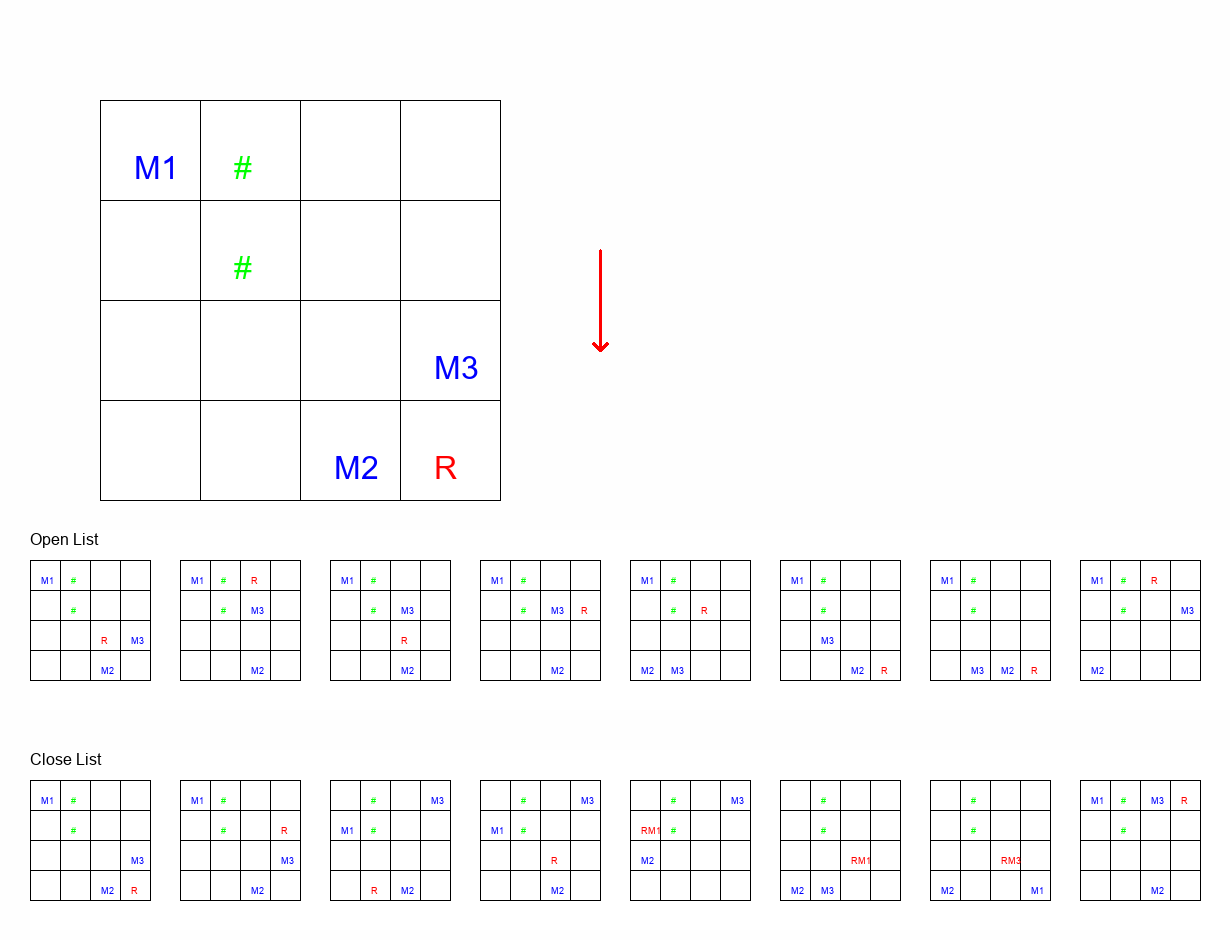 M1 #
#
M3
M2 R
Open List
M1 # M1 # R M1 # M1 # M1 # M1 # M1 # M1 # R
# # M3 # M3 # M3 R # R # # # M3
R M3 R M3
M2 M2 M2 M2 M2 M3 M2 R M3 M2 R M2
Close List
M1 # M1 # # M3 # M3 # M3 # # M1 # M3 R
# # R M1 # M1 # RM1 # # # #
M3 M3 R M2 RM1 RM3
M2 R M2 R M2 M2 M2 M3 M2 M1 M2